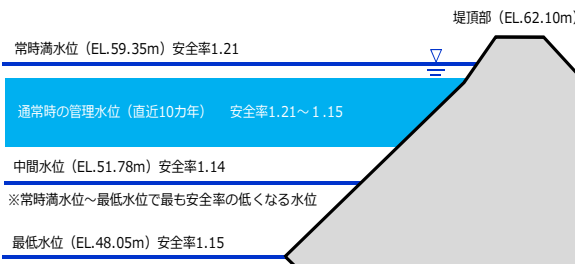 堤頂部（EL.62.10m）
常時満水位（EL.59.35m）安全率1.21
通常時の管理水位（直近10カ年）　安全率1.21～1.15
中間水位（EL.51.78m）安全率1.14
※常時満水位～最低水位で最も安全率の低くなる水位
最低水位（EL.48.05m）安全率1.15